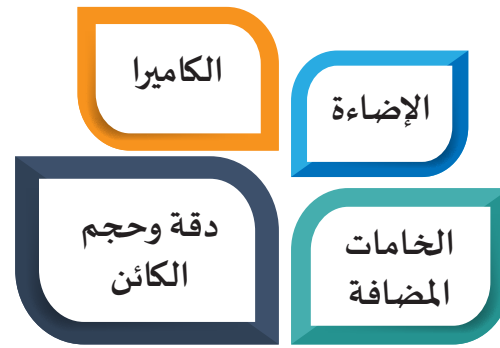 الإضاءة
الكاميرا
الخامات
المضافة
دقة وحجم
الكائن